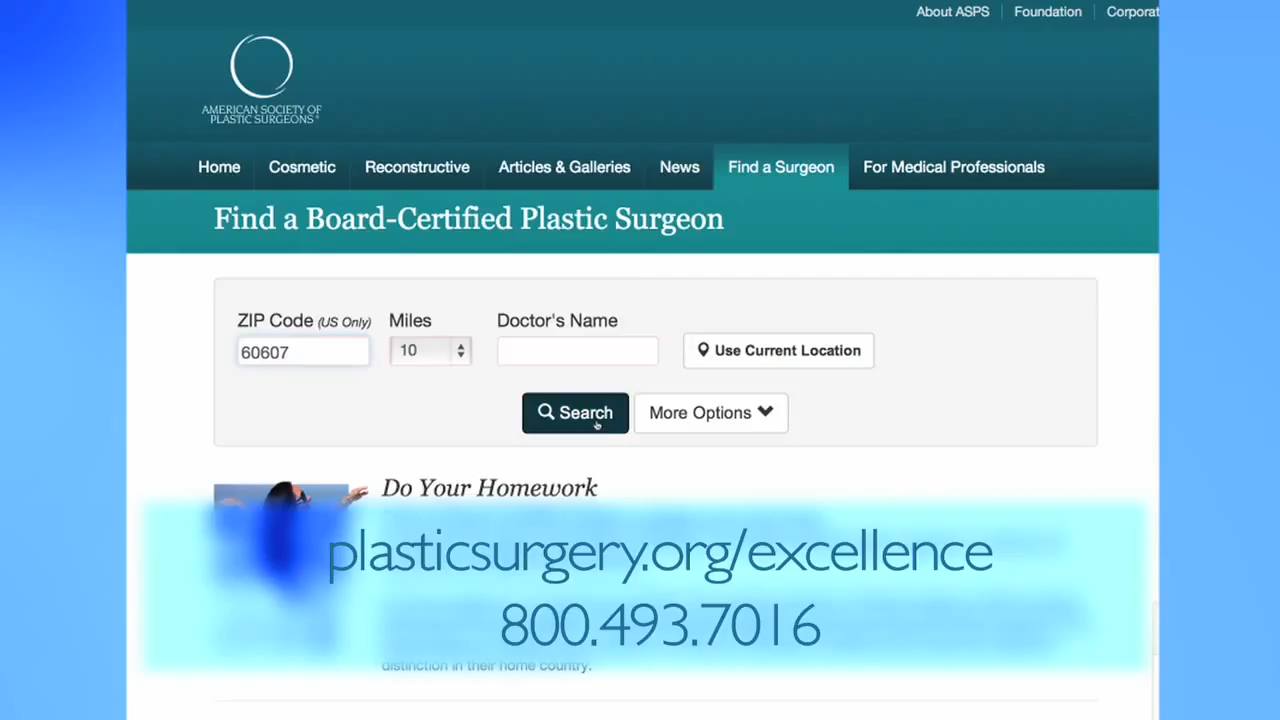 About ASPS Foundation Corporat
AMERICAN SOCIETY OF
PLASTIC SURGEONS®
Home Cosmetic Reconstructive Articles & Galleries News Find a Surgeon For Medical Professionals
Find a Board-Certified Plastic Surgeon
ZIP Code (US Only) Miles Doctor's Name
60607 10 Use Current Location
Search More Options
Do Your Homework
plasticsurgery.org/excellence
800.493.7016
distinction in their home country.